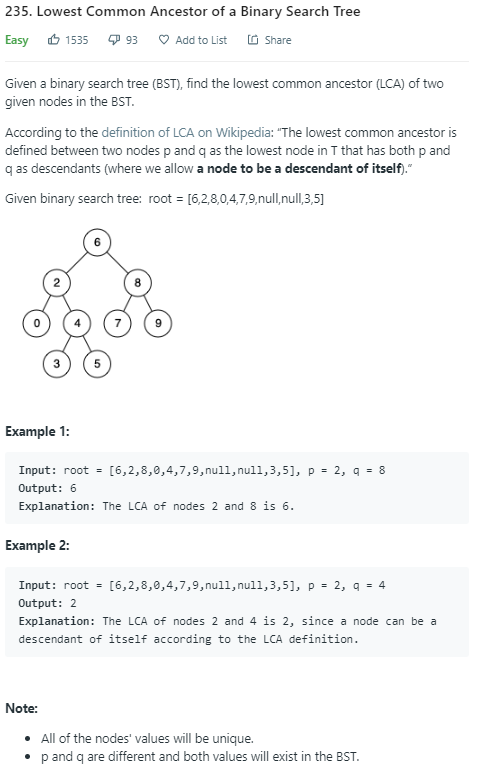 235. Lowest Common Ancestor of a Binary Search Tree
Easy 1535 93 Add to List Share
Given a binary search tree (BST), find the lowest common ancestor (LCA) of two
given nodes in the BST.
According to the definition of LCA on Wikipedia: “The lowest common ancestor is
defined between two nodes p and q as the lowest node in T that has both p and
q as descendants (where we allow a node to be a descendant of itself).”
Given binary search tree: root = [6,2,8,0,4,7,9,null,null,3,5]
6
2 8
0 4 7 9
3 5
Example 1:
Input: root = [6,2,8,0,4,7,9,null,null,3,5], p = 2, q = 8
Output: 6
Explanation: The LCA of nodes 2 and 8 is 6.
Example 2:
Input: root = [6,2,8,0,4,7,9,null,null,3,5], p = 2, q = 4
Output: 2
Explanation: The LCA of nodes 2 and 4 is 2, since a node can be a
descendant of itself according to the LCA definition.
Note:
• All of the nodes' values will be unique.
• p and q are different and both values will exist in the BST.